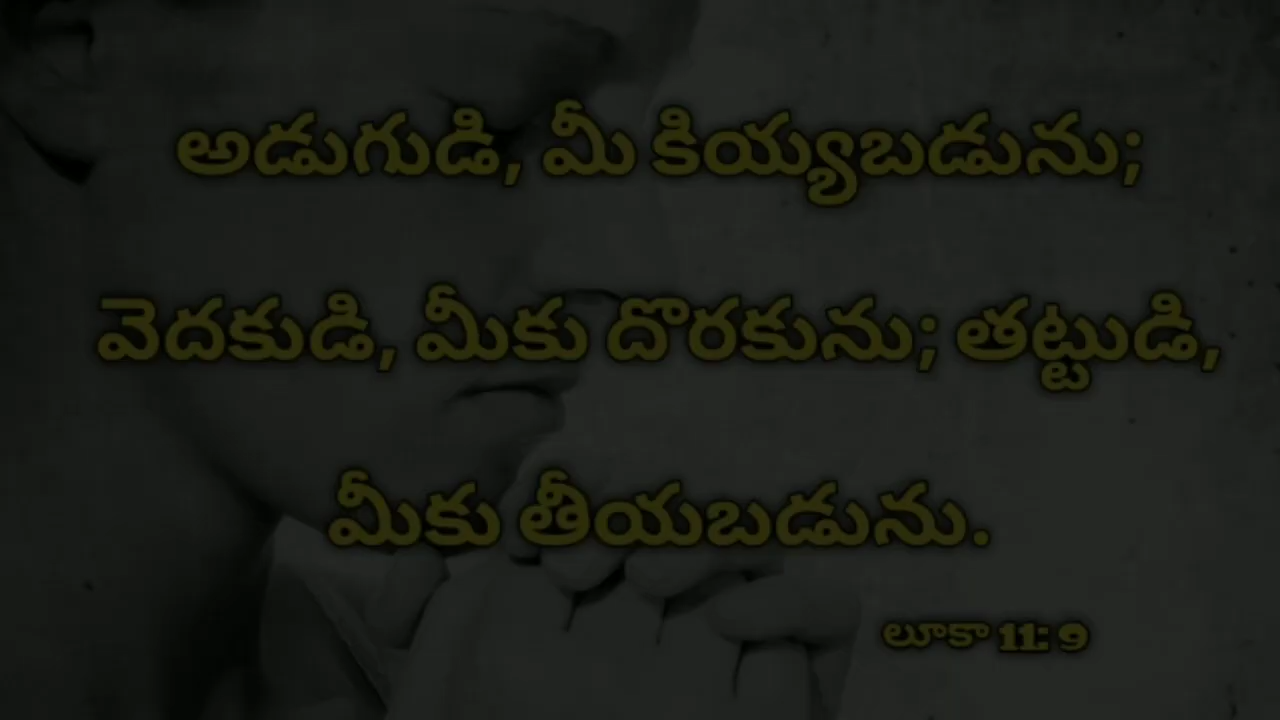 అడుగుడి, మీ కియ్యబడును;
వెదకుడి, మీకు దొరకును; తట్టుడి,
మీకు తీయబడును.
లూకా 11: 9